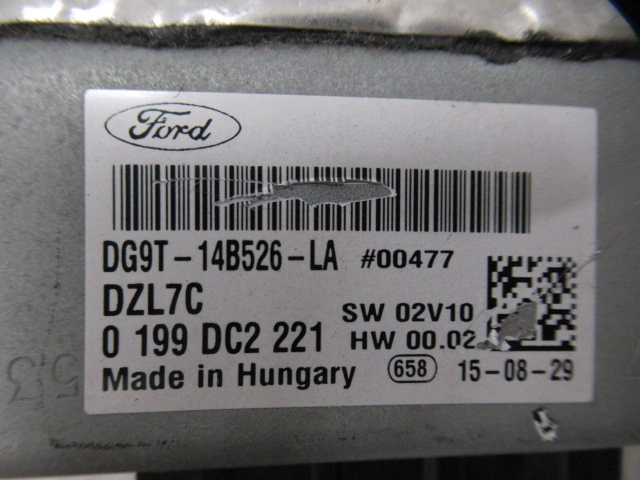 Ford
DG9T-14B526-LA #00477
DZL7C
SW 02V10
0 199 DC2 221
HW 00.02
Made in Hungary
658
15-08-29
53